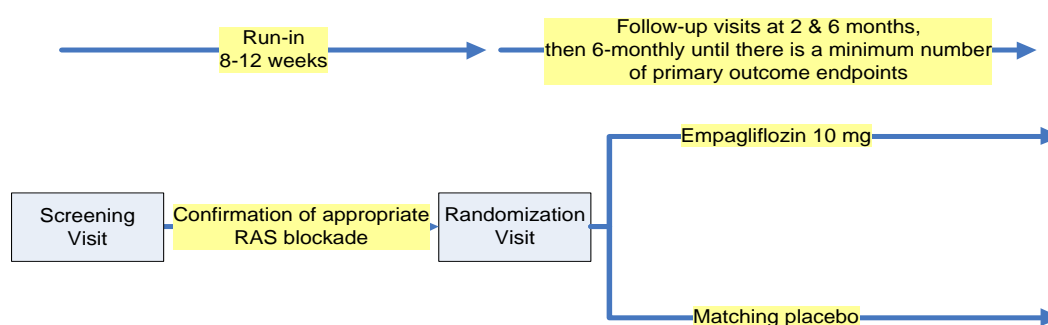 Run-in
8-12 weeks
Follow-up visits at 2 & 6 months,
then 6-monthly until there is a minimum number
of primary outcome endpoints
Empagliflozin 10 mg
Screening
Visit
Confirmation of appropriate
RAS blockade
Randomization
Visit
Matching placebo